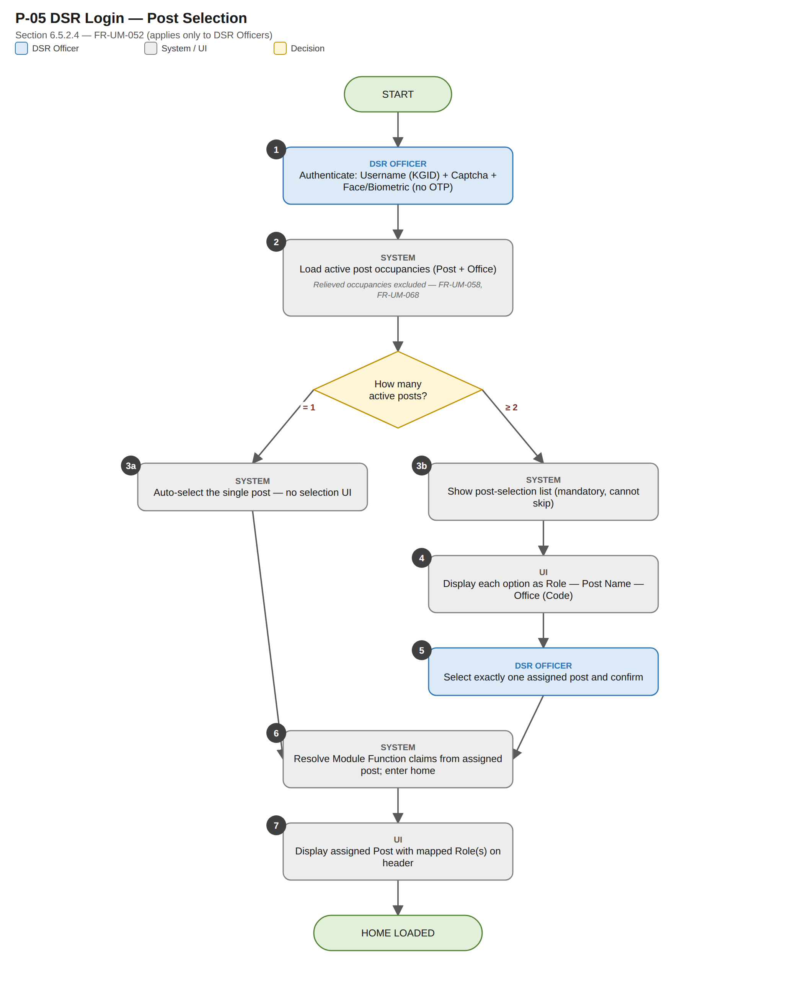 P-05 DSR Login — Post Selection
Section 6.5.2.4 — FR-UM-052 (applies only to DSR Officers)
DSR Officer
System / UI
Decision
START
1
DSR OFFICER
Authenticate: Username (KGID) + Captcha +
Face/Biometric (no OTP)
2
SYSTEM
Load active post occupancies (Post + Office)
Relieved occupancies excluded — FR-UM-058,
FR-UM-068
How many
active posts?
= 1
≥ 2
3a
SYSTEM
Auto-select the single post — no selection UI
3b
SYSTEM
Show post-selection list (mandatory, cannot
skip)
4
UI
Display each option as Role — Post Name —
Office (Code)
5
DSR OFFICER
Select exactly one assigned post and confirm
6
SYSTEM
Resolve Module Function claims from assigned
post; enter home
7
UI
Display assigned Post with mapped Role(s) on
header
HOME LOADED